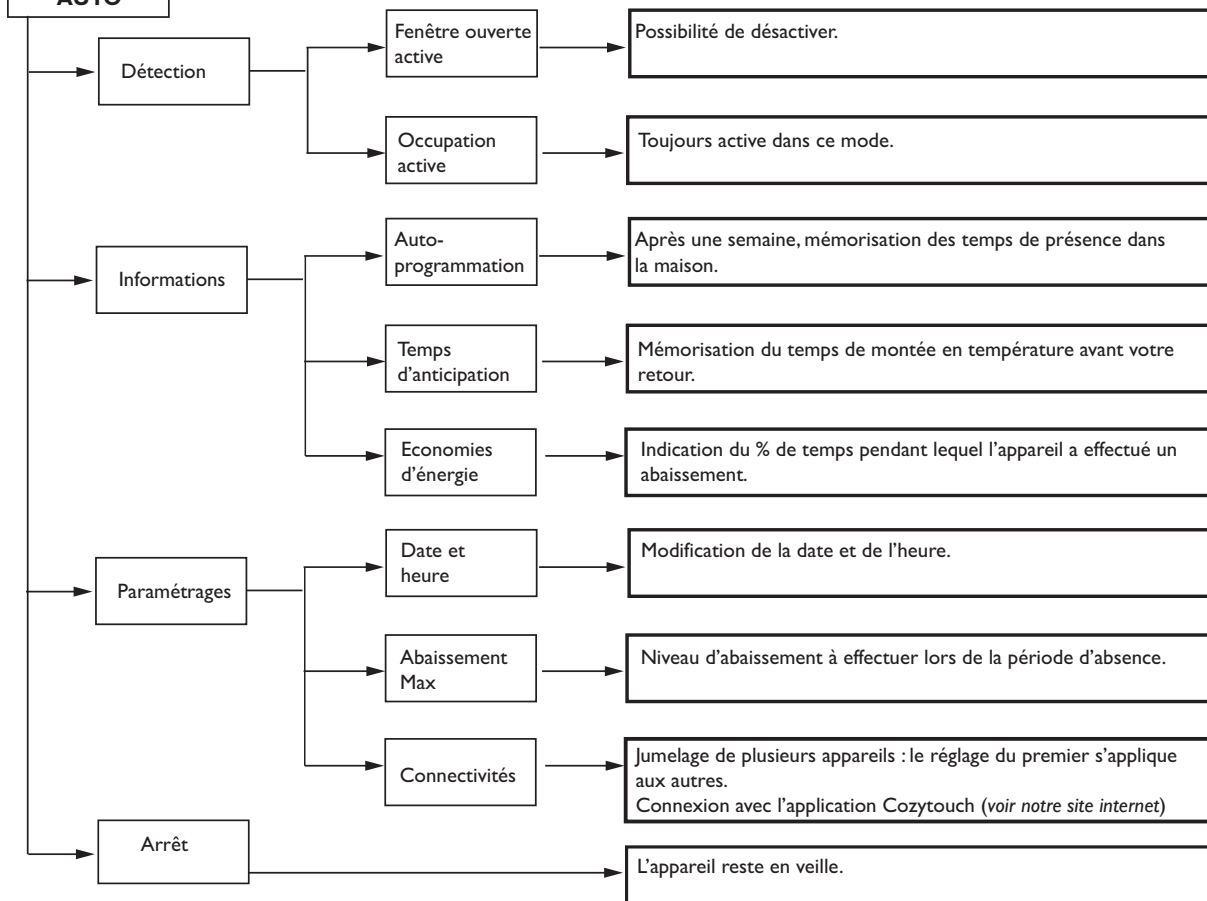 AUTO
Détection
Fenêtre ouverte
active
Possibilité de désactiver.
Occupation
active
Toujours active dans ce mode.
Informations
Auto-
programmation
Après une semaine, mémorisation des temps de présence dans
la maison.
Temps
d'anticipation
Mémorisation du temps de montée en température avant votre
retour.
Economies
d'énergie
Indication du % de temps pendant lequel l'appareil a effectué un
abaissement.
Paramétrages
Date et
heure
Modification de la date et de l'heure.
Abaissement
Max
Niveau d'abaissement à effectuer lors de la période d'absence.
Connectivités
Jumelage de plusieurs appareils : le réglage du premier s'applique
aux autres.
Connexion avec l'application Cozytouch (voir notre site internet)
Arrêt
L'appareil reste en veille.